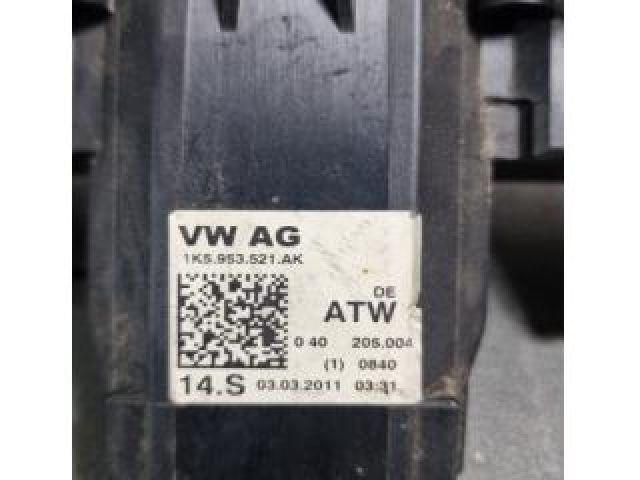 VW AG
1K5.953.521.AK
DE
ATW
0 40 205.004
(1) 0840
14.S 03.03.2011 03:31